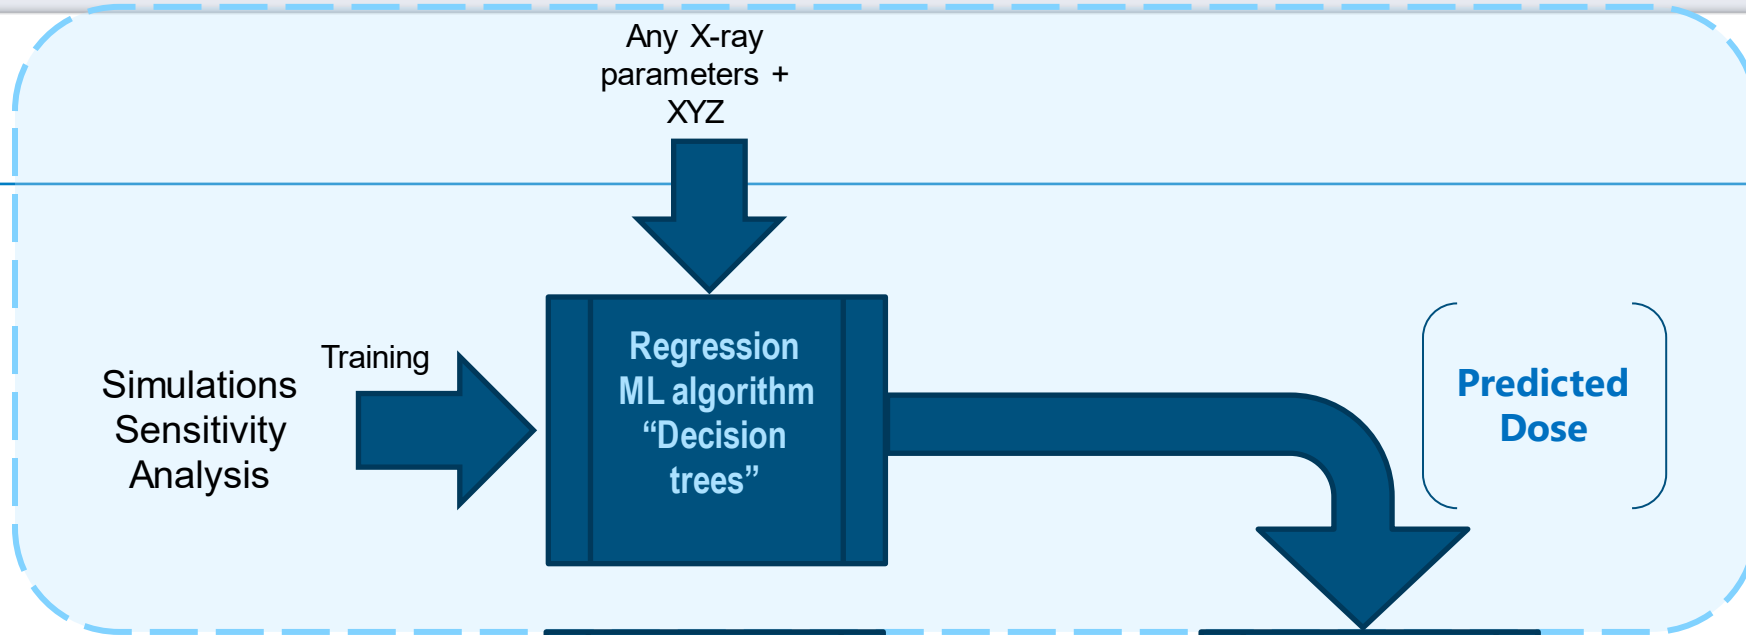 Any X-ray
parameters +
XYZ
Training
Simulations
Sensitivity
Analysis
Regression
ML algorithm
“Decision
trees”
Predicted
Dose